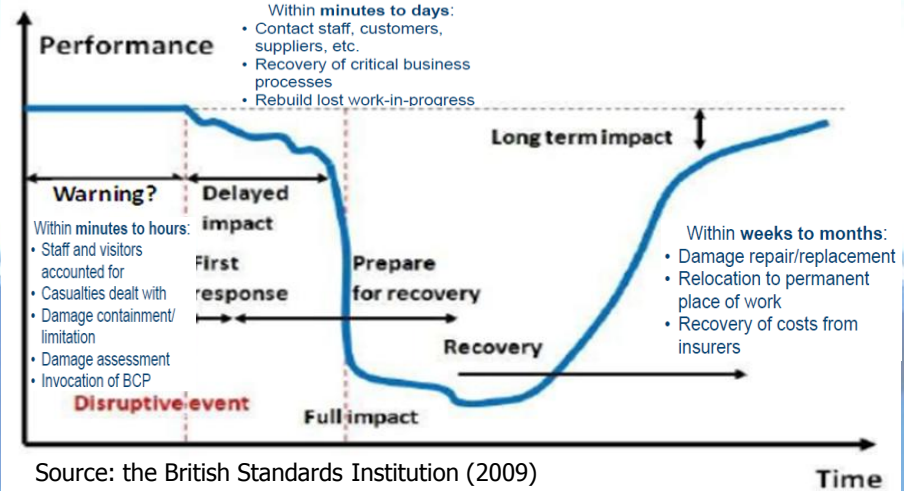 Within minutes to days:
• Contact staff, customers,
suppliers, etc.
• Recovery of critical business
processes
• Rebuild lost work-in-progress
Performance
Long term impact
Warning?
Delayed
impact
Within minutes to hours:
• Staff and visitors
accounted for
• Casualties dealt with
• Damage containment/
limitation
• Damage assessment
• Invocation of BCP
First
response
Prepare
for recovery
Within weeks to months:
• Damage repair/replacement
• Relocation to permanent
place of work
• Recovery of costs from
insurers
Recovery
Disruptive event
Full impact
Source: the British Standards Institution (2009)
Time